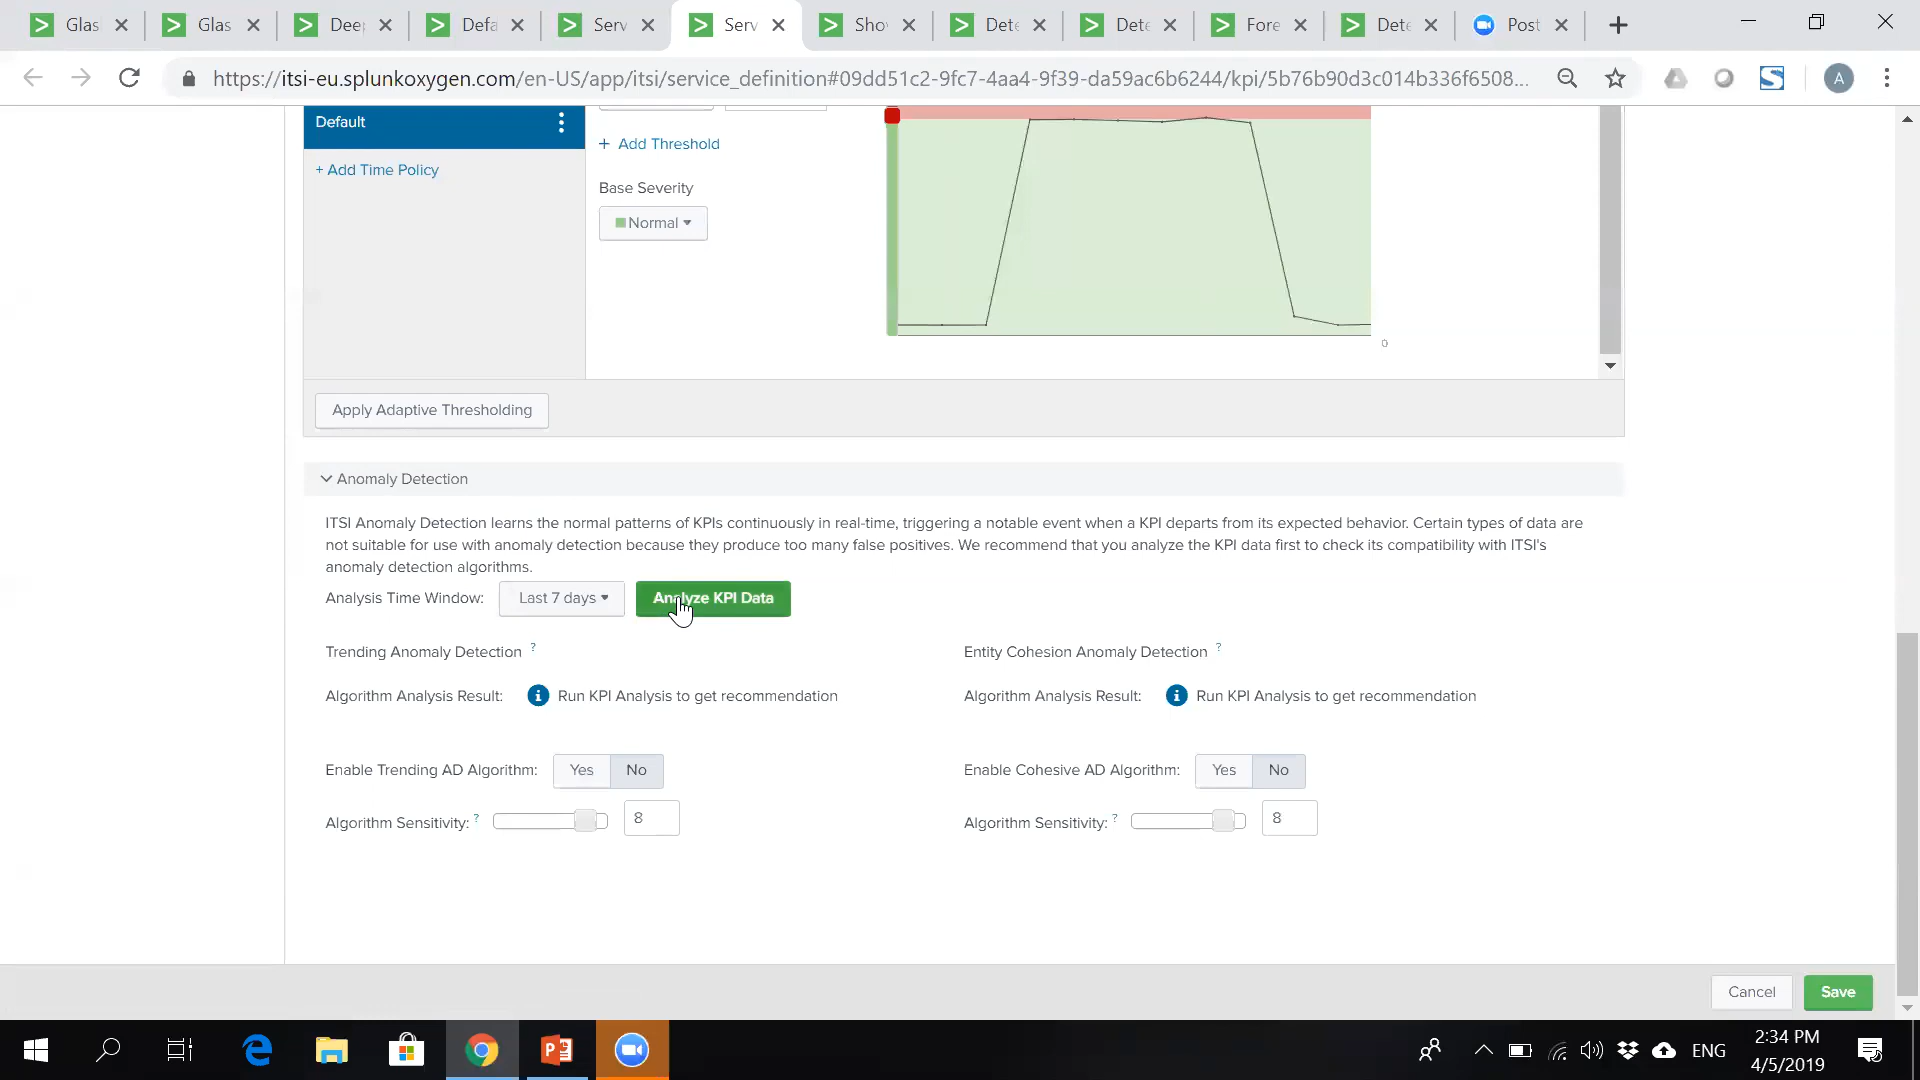 Glas
Glas
Dee
Defa
Serv
Serv
Sho
Dete
Dete
Fore
Dete
Post
https://itsi-eu.splunkoxygen.com/en-US/app/itsi/service_definition#09dd51c2-9fc7-4aa4-9f39-da59ac6b6244/kpi/5b76b90d3c014b336f6508...
A
Default
+ Add Time Policy
+ Add Threshold
Base Severity
Normal
0
Apply Adaptive Thresholding
Anomaly Detection
ITSI Anomaly Detection learns the normal patterns of KPIs continuously in real-time, triggering a notable event when a KPI departs from its expected behavior. Certain types of data are
not suitable for use with anomaly detection because they produce too many false positives. We recommend that you analyze the KPI data first to check its compatibility with ITSI's
anomaly detection algorithms.
Analysis Time Window: Last 7 days Analyze KPI Data
Trending Anomaly Detection ?
Entity Cohesion Anomaly Detection ?
Algorithm Analysis Result: Run KPI Analysis to get recommendation
Algorithm Analysis Result: Run KPI Analysis to get recommendation
Enable Trending AD Algorithm: Yes No
Enable Cohesive AD Algorithm: Yes No
Algorithm Sensitivity: ? 8
Algorithm Sensitivity: ? 8
Cancel
Save
ENG
2:34 PM
4/5/2019